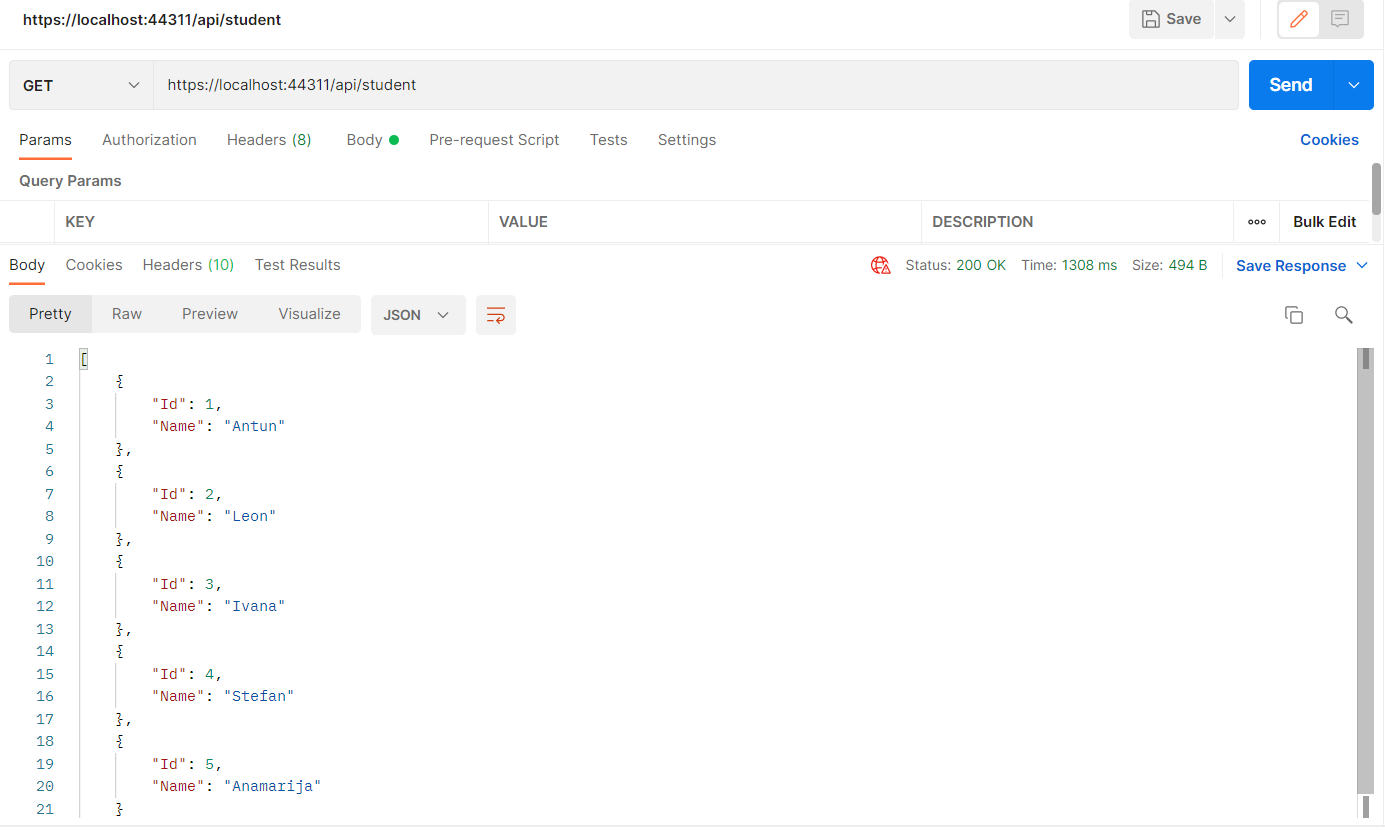 https://localhost:44311/api/student Save
GET https://localhost:44311/api/student Send
Params Authorization Headers (8) Body Pre-request Script Tests Settings Cookies
Query Params
KEY VALUE DESCRIPTION Bulk Edit
Body Cookies Headers (10) Test Results Status: 200 OK Time: 1308 ms Size: 494 B Save Response
Pretty Raw Preview Visualize JSON
1 [
2 {
3 "Id": 1,
4 "Name": "Antun"
5 },
6 {
7 "Id": 2,
8 "Name": "Leon"
9 },
10 {
11 "Id": 3,
12 "Name": "Ivana"
13 },
14 {
15 "Id": 4,
16 "Name": "Stefan"
17 },
18 {
19 "Id": 5,
20 "Name": "Anamarija"
21 }